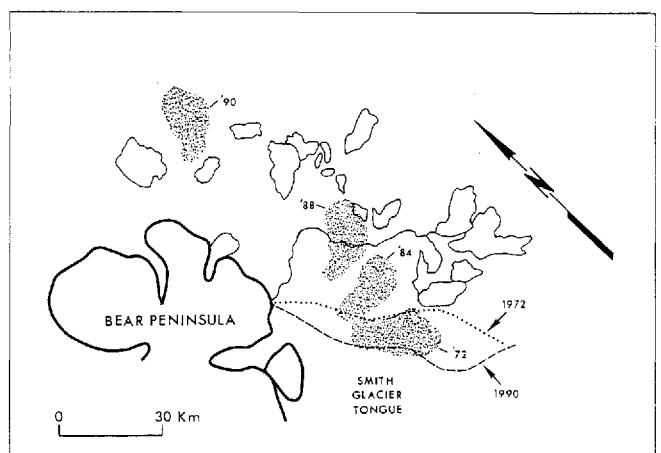 '90
'88
'84
1972
BEAR PENINSULA
'72
SMITH
GLACIER
TONGUE
1990
0 30 Km